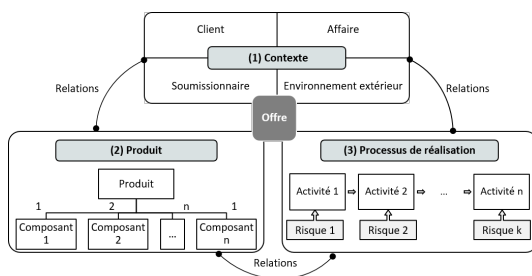 Client
Affaire
(1) Contexte
Soumissionnaire
Environnement extérieur
Relations
Relations
Offre
(2) Produit
Produit
1
2
n
1
Composant
1
Composant
2
...
Composant
n
(3) Processus de réalisation
Activité 1
Activité 2
...
Activité n
Risque 1
Risque 2
Risque k
Relations